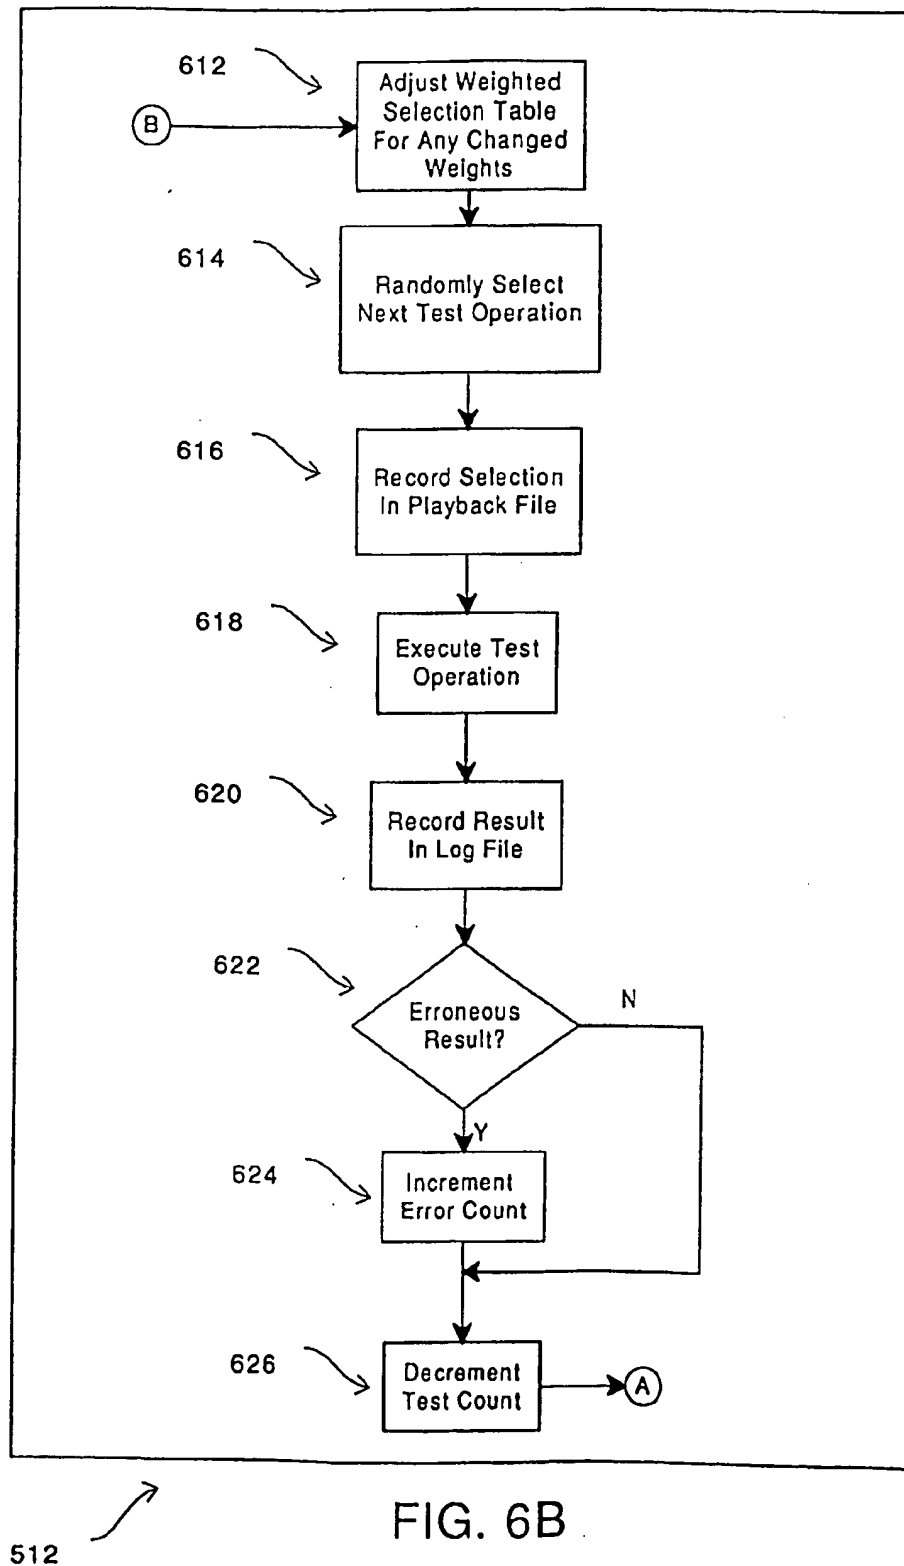 612
Adjust Weighted
Selection Table
For Any Changed
Weights
B
614
Randomly Select
Next Test Operation
616
Record Selection
In Playback File
618
Execute Test
Operation
620
Record Result
In Log File
622
Erroneous
Result?
N
Y
624
Increment
Error Count
626
Decrement
Test Count
A
512
FIG. 6B